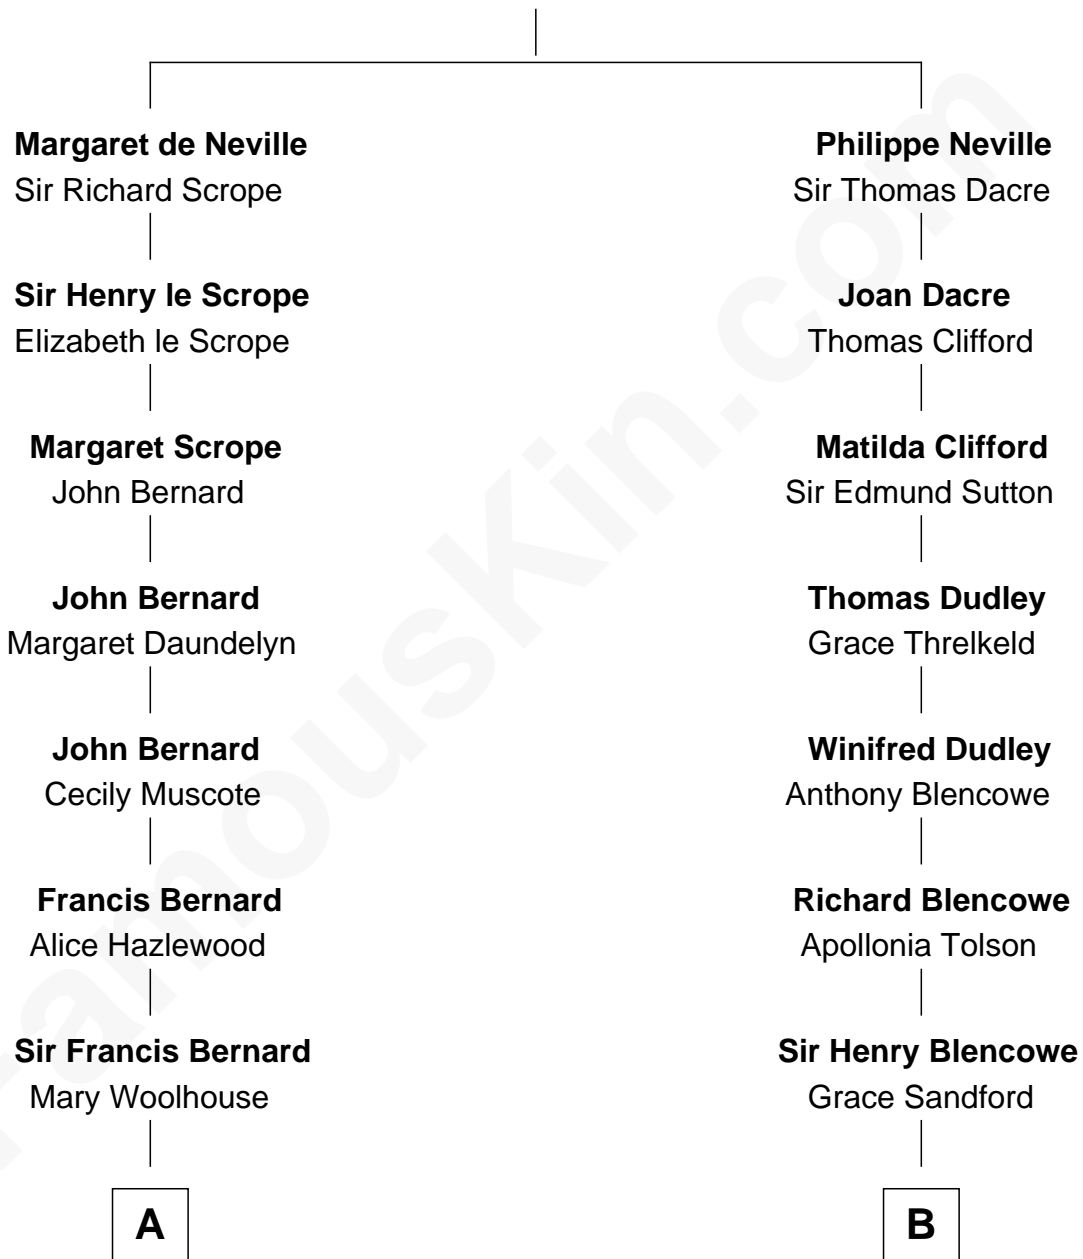 Margaret de Neville
Sir Richard Scrope
Sir Henry le Scrope
Elizabeth le Scrope
Margaret Scrope
John Bernard
John Bernard
Margaret Daundelyn
John Bernard
Cecily Muscote
Francis Bernard
Alice Hazlewood
Sir Francis Bernard
Mary Woolhouse
A
Philippe Neville
Sir Thomas Dacre
Joan Dacre
Thomas Clifford
Matilda Clifford
Sir Edmund Sutton
Thomas Dudley
Grace Threlkeld
Winifred Dudley
Anthony Blencowe
Richard Blencowe
Apollonia Tolson
Sir Henry Blencowe
Grace Sandford
B
FamousKin.com